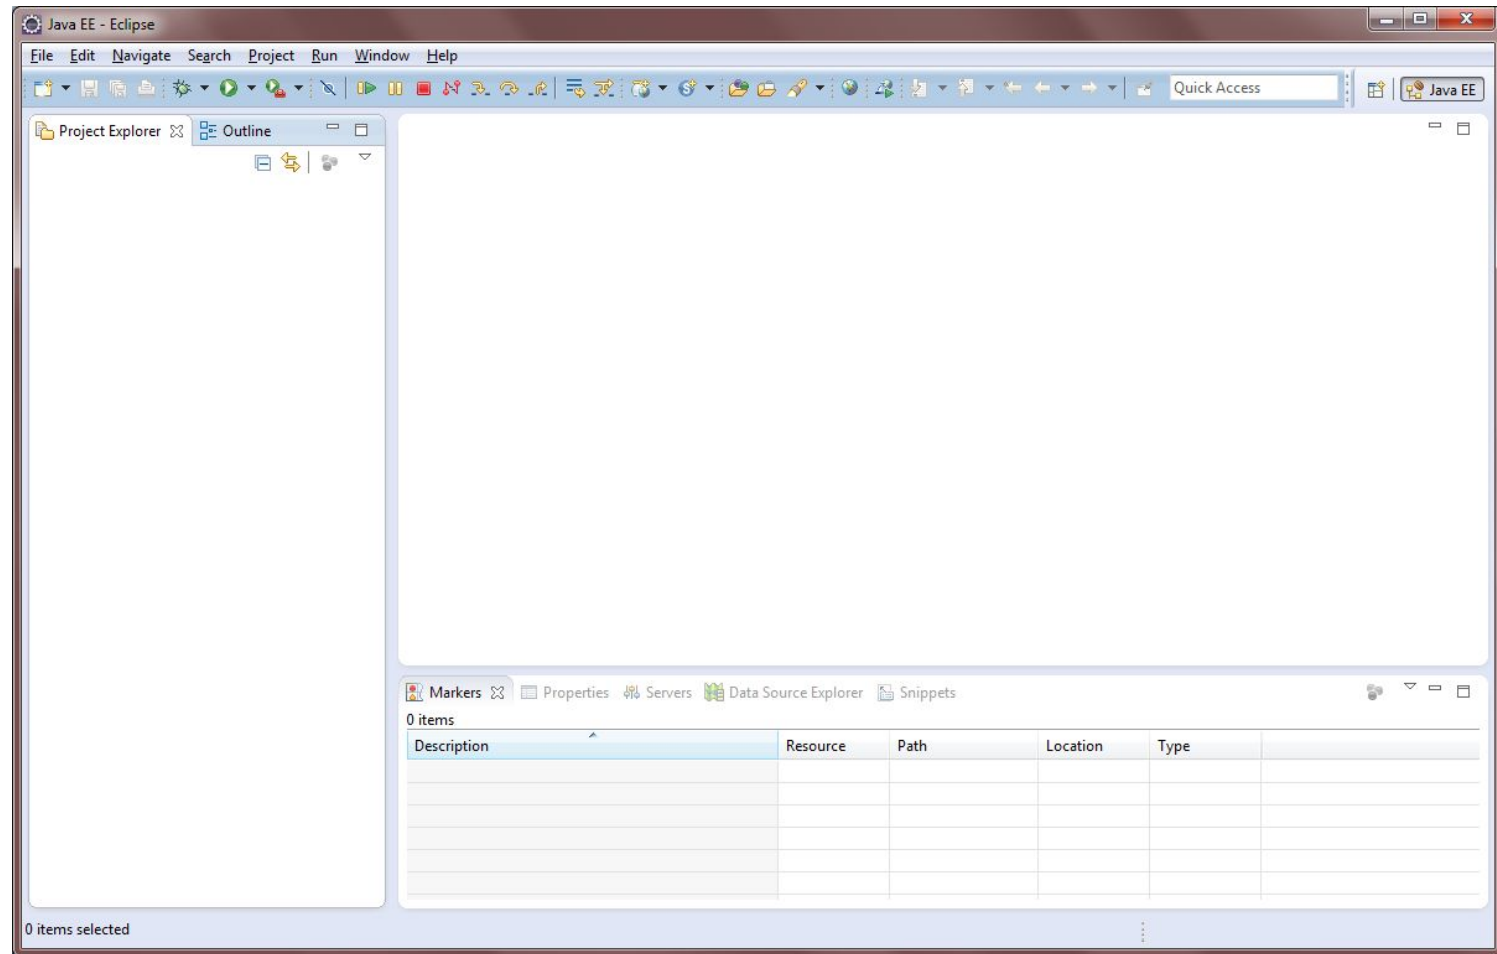 Java EE - Eclipse
File Edit Navigate Search Project Run Window Help
Quick Access
Java EE
Project Explorer Outline
Markers Properties Servers Data Source Explorer Snippets
0 items
Description Resource Path Location Type
0 items selected